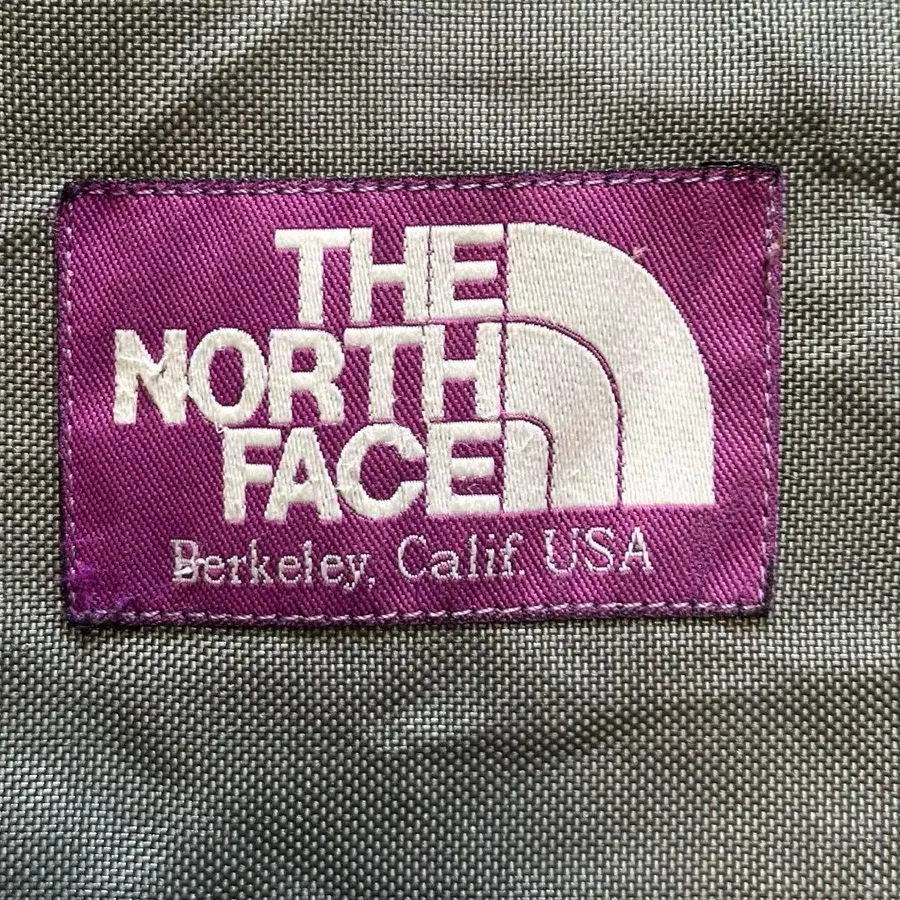 THE
NORTH
FACE
Berkeley, Calif. USA